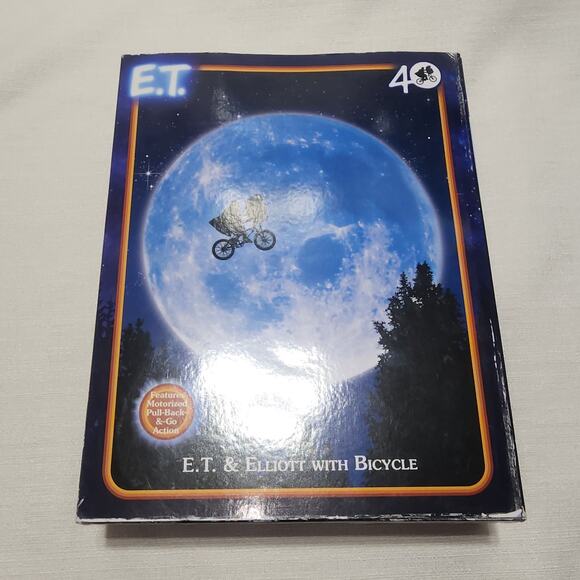 E.T.
40
Features
Motorized
Pull-Back-
&-Go
Action
E.T. & ELLIOTT WITH BICYCLE